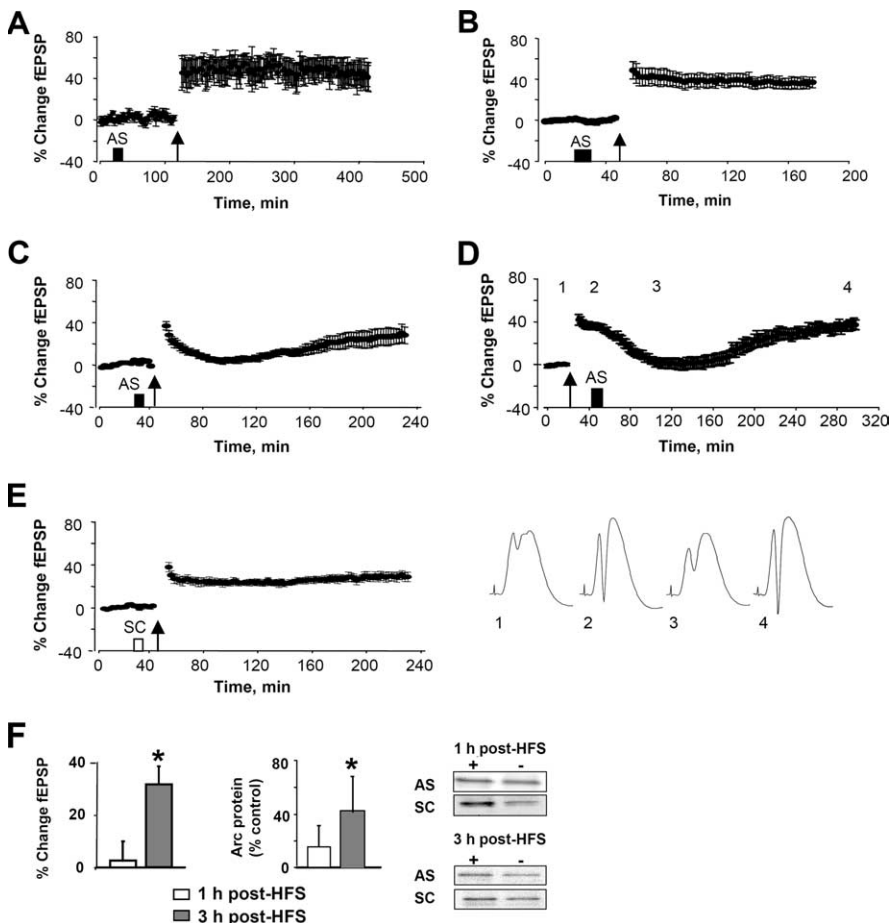 A
% Change fEPSP
80
40
0
-40
AS
0
100
200
300
400
500
Time, min
B
% Change fEPSP
80
40
0
-40
AS
0
40
80
120
160
200
Time, min
C
% Change fEPSP
80
40
0
-40
AS
0
40
80
120
160
200
240
Time, min
D
% Change fEPSP
80
40
0
-40
1
2
3
4
AS
0
40
80
120
160
200
240
280
320
Time, min
E
% Change fEPSP
80
40
0
-40
SC
0
40
80
120
160
200
240
Time, min
1
2
3
4
F
% Change fEPSP
40
20
0
*
Arc protein
(% control)
80
40
0
*
1 h post-HFS
3 h post-HFS
1 h post-HFS
+ -
AS
SC
3 h post-HFS
+ -
AS
SC